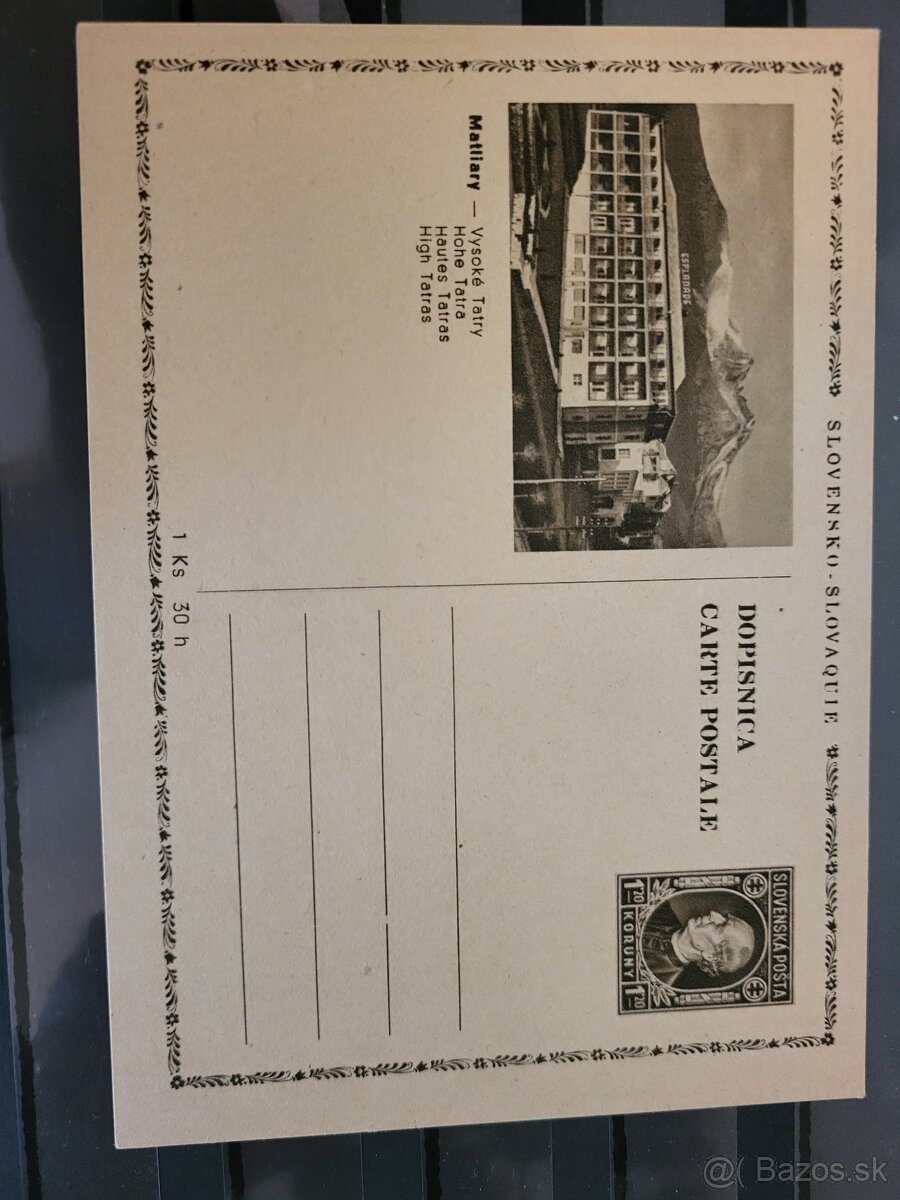 SLOVENSKO-SLOVAQUIE
ESPLANADE
Matliary — Vysoké Tatry
Hohe Tatra
Hautes Tatras
High Tatras
DOPISNICA
CARTE POSTALE
SLOVENSKÁ POŠTA
1.20 KORUNY 1.20
1 Ks 30 h
@( Bazos.sk